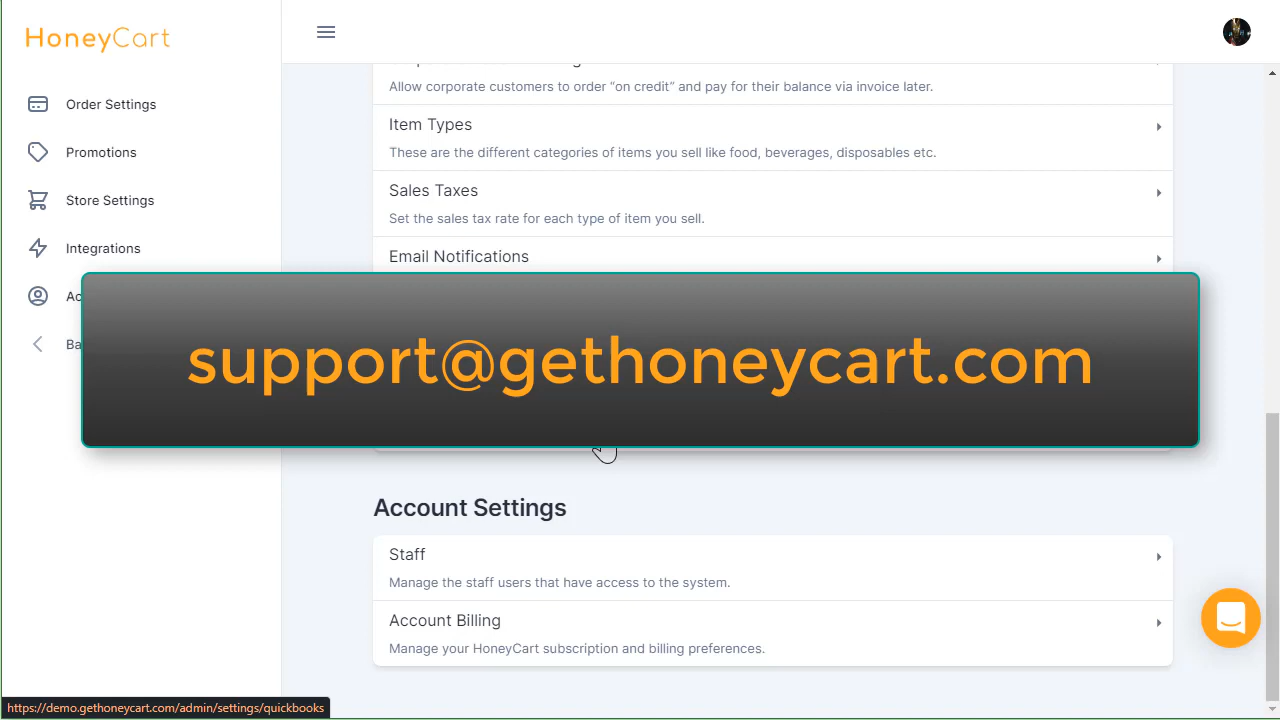 HoneyCart
Order Settings
Promotions
Store Settings
Integrations
Allow corporate customers to order “on credit” and pay for their balance via invoice later.
Item Types
These are the different categories of items you sell like food, beverages, disposables etc.
Sales Taxes
Set the sales tax rate for each type of item you sell.
Email Notifications
support@gethoneycart.com
Account Settings
Staff
Manage the staff users that have access to the system.
Account Billing
Manage your HoneyCart subscription and billing preferences.
https://demo.gethoneycart.com/admin/settings/quickbooks